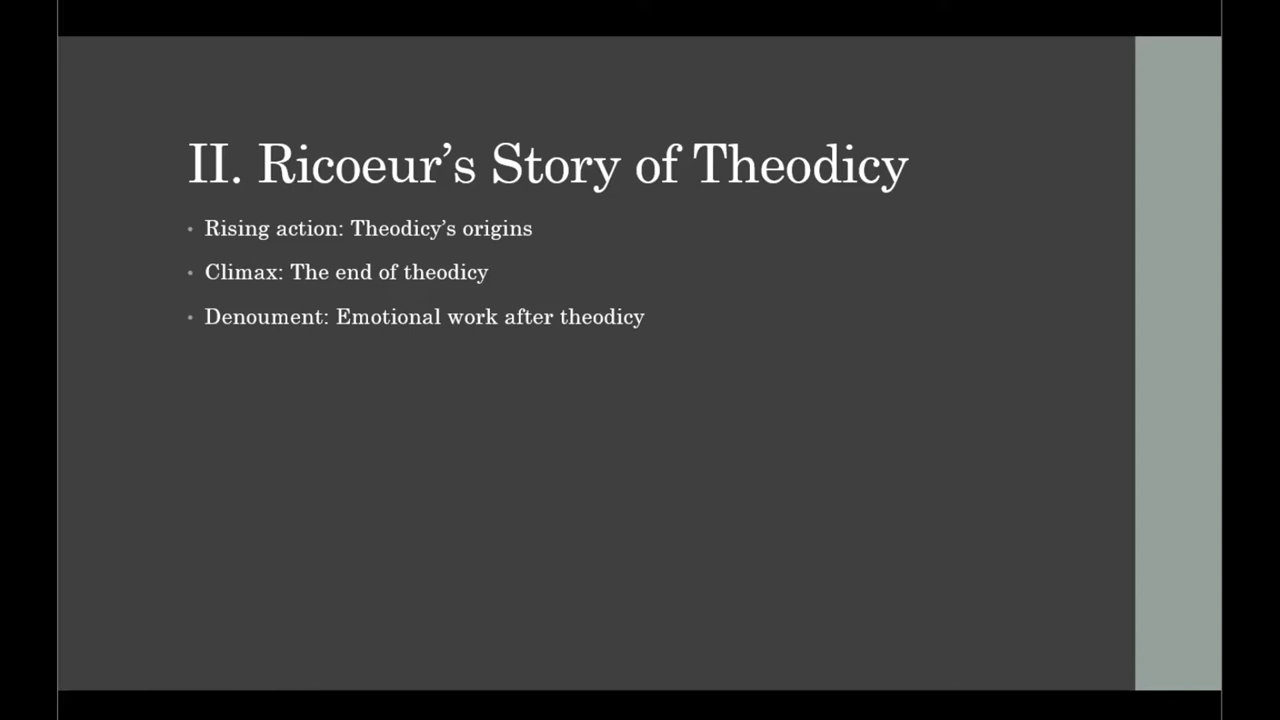 II. Ricoeur’s Story of Theodicy
• Rising action: Theodicy’s origins
• Climax: The end of theodicy
• Denoument: Emotional work after theodicy